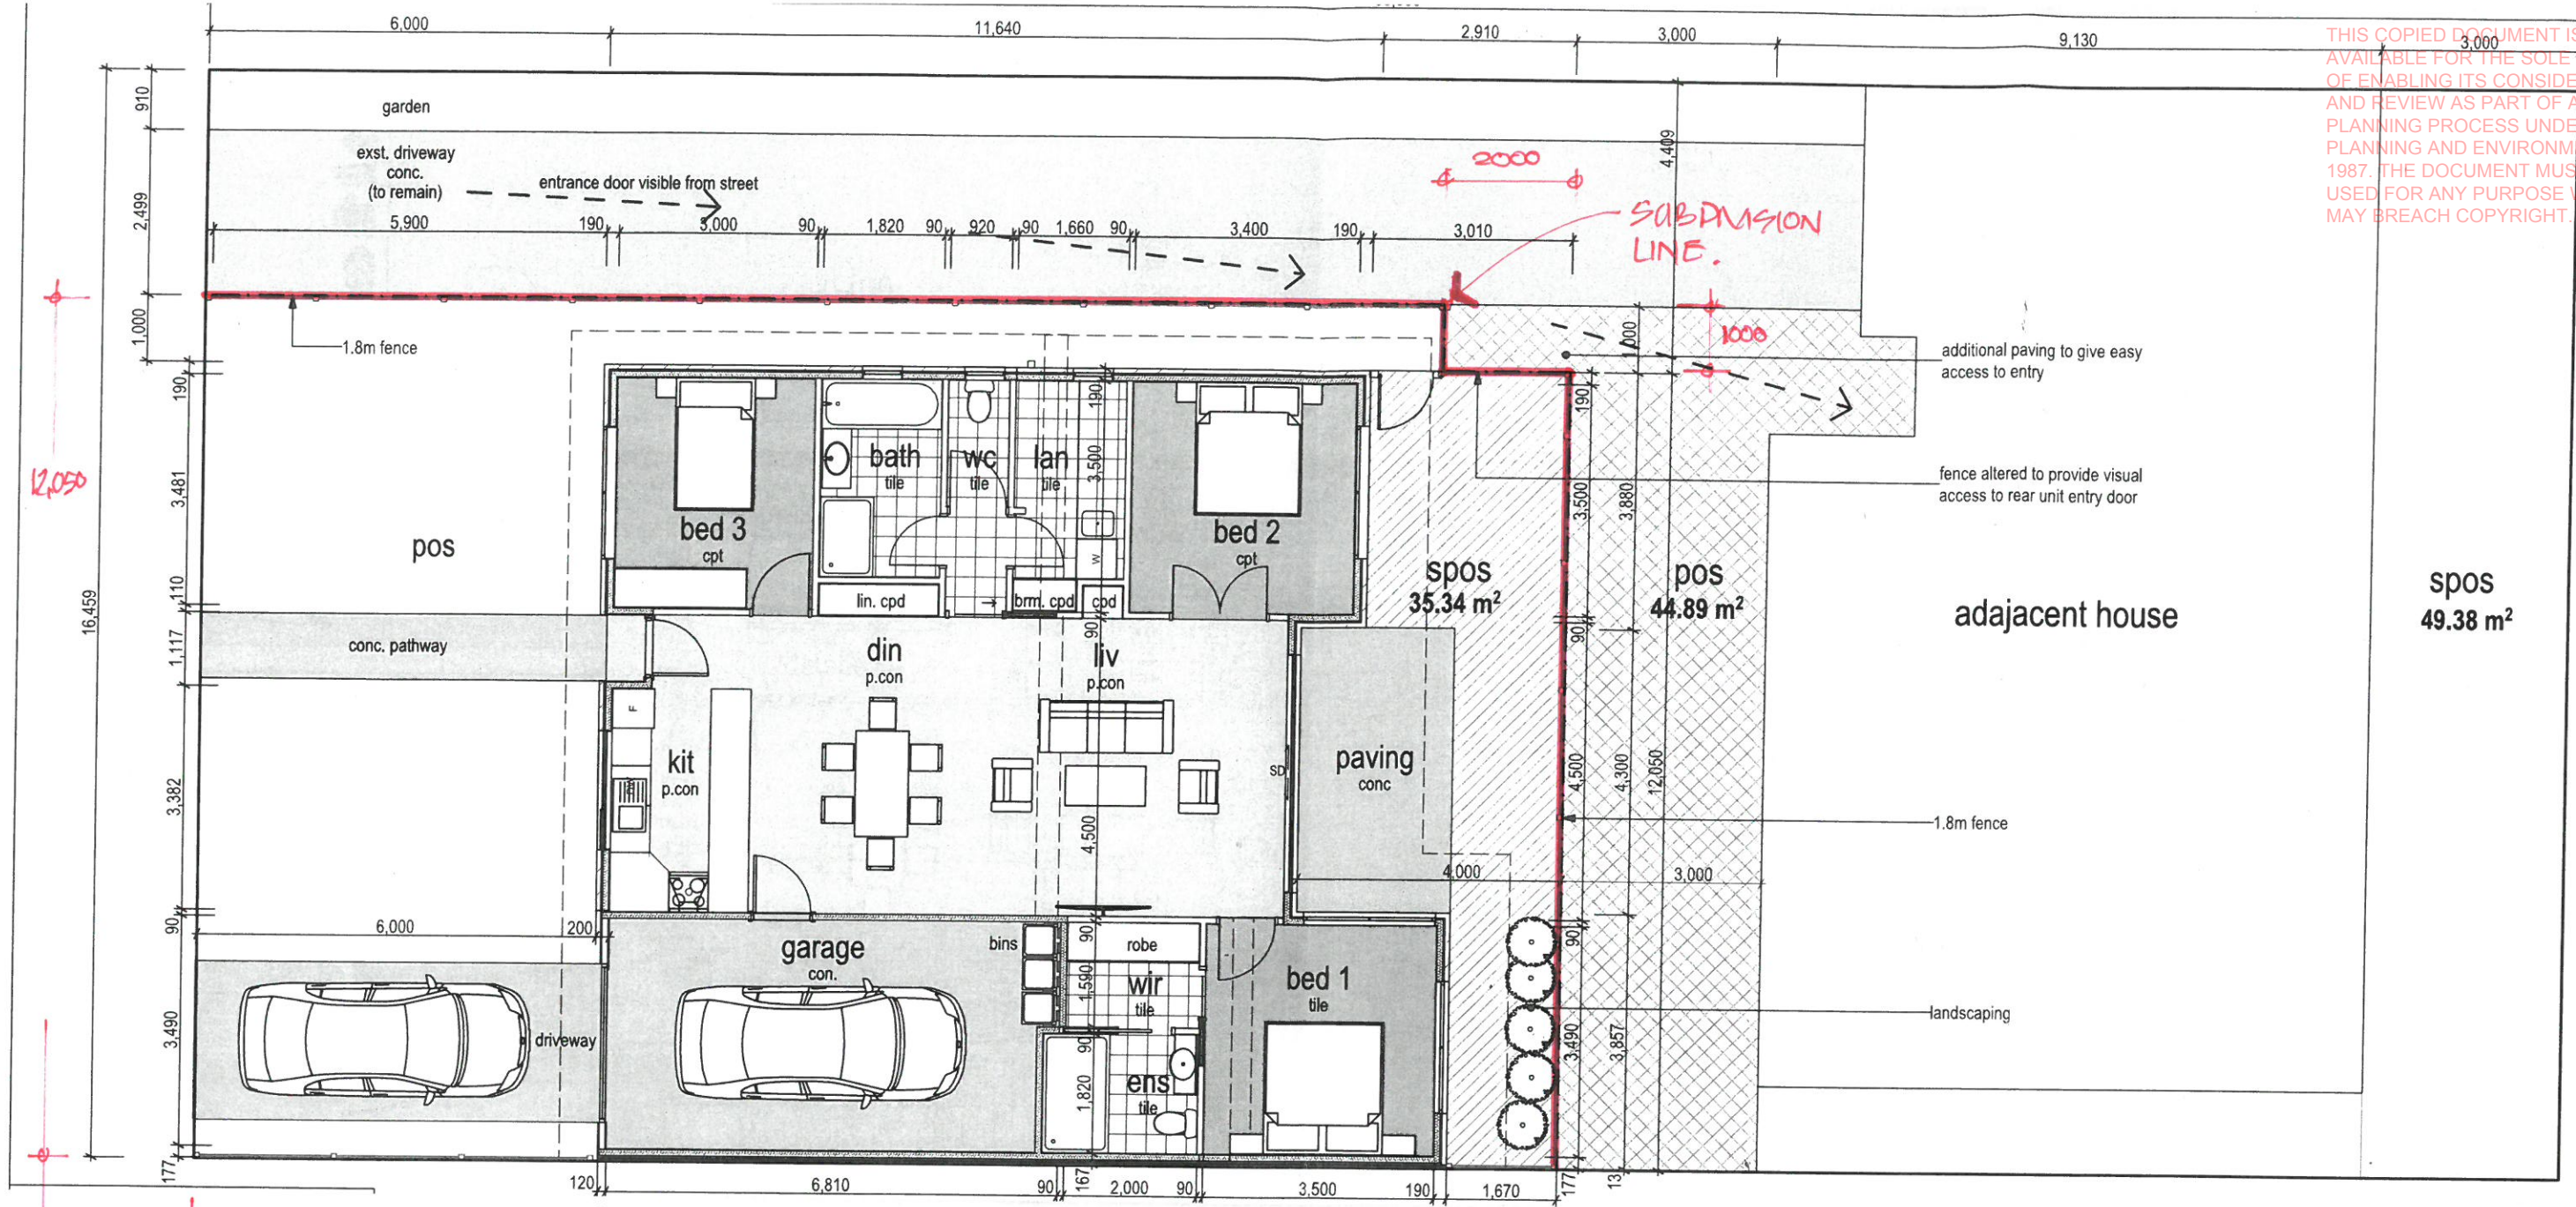 6,000
11,640
2,910
3,000
9,130
3,000
THIS COPIED DOCUMENT IS
AVAILABLE FOR THE SOLE
OF ENABLING ITS CONSIDE
AND REVIEW AS PART OF A
PLANNING PROCESS UNDE
PLANNING AND ENVIRONM
1987. THE DOCUMENT MUS
USED FOR ANY PURPOSE W
MAY BREACH COPYRIGHT.
910
garden
2,499
exst. driveway
conc.
(to remain)
entrance door visible from street
4,409
2000
SUBDIVISION
LINE.
5,900
190
3,000
90
1,820
90
920
90
1,660
90
3,400
190
3,010
1,000
1.8m fence
1,000
1000
additional paving to give easy
access to entry
fence altered to provide visual
access to rear unit entry door
12,050
16,459
190
3,481
110
1,117
3,382
90
3,490
177
pos
bed 3
cpt
bath
tile
wc
tile
lan
tile
190
3,500
W
bed 2
cpt
lin. cpd
brm. cpd
cpd
190
3,500
3,880
spos
35.34 m²
pos
44.89 m²
adajacent house
spos
49.38 m²
conc. pathway
din
p.con
90
liv
p.con
90
F
kit
p.con
SD
paving
conc
4,500
4,500
4,300
12,050
1.8m fence
4,000
3,000
6,000
200
garage
con.
bins
90
robe
1,590
wir
tile
bed 1
tile
90
driveway
90
ens
tile
1,820
3,490
3,857
landscaping
120
6,810
90
167
2,000
90
3,500
190
1,670
177
13